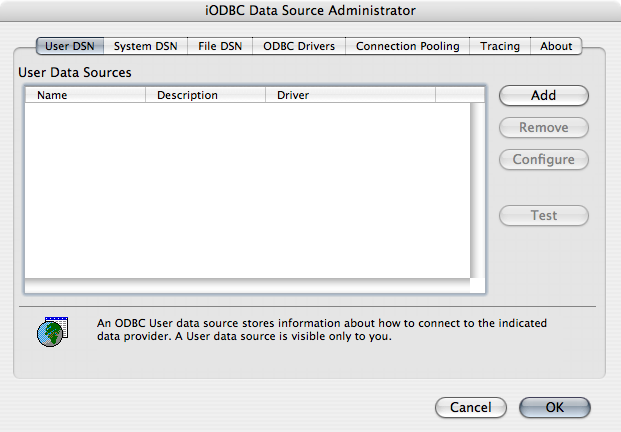 iODBC Data Source Administrator
User DSN System DSN File DSN ODBC Drivers Connection Pooling Tracing About
User Data Sources
Name Description Driver
Add
Remove
Configure
Test
An ODBC User data source stores information about how to connect to the indicated
data provider. A User data source is visible only to you.
Cancel OK